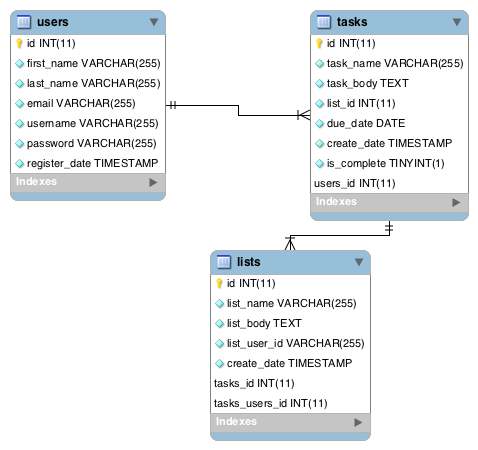 users
id INT(11)
first_name VARCHAR(255)
last_name VARCHAR(255)
email VARCHAR(255)
username VARCHAR(255)
password VARCHAR(255)
register_date TIMESTAMP
Indexes
tasks
id INT(11)
task_name VARCHAR(255)
task_body TEXT
list_id INT(11)
due_date DATE
create_date TIMESTAMP
is_complete TINYINT(1)
users_id INT(11)
Indexes
lists
id INT(11)
list_name VARCHAR(255)
list_body TEXT
list_user_id VARCHAR(255)
create_date TIMESTAMP
tasks_id INT(11)
tasks_users_id INT(11)
Indexes